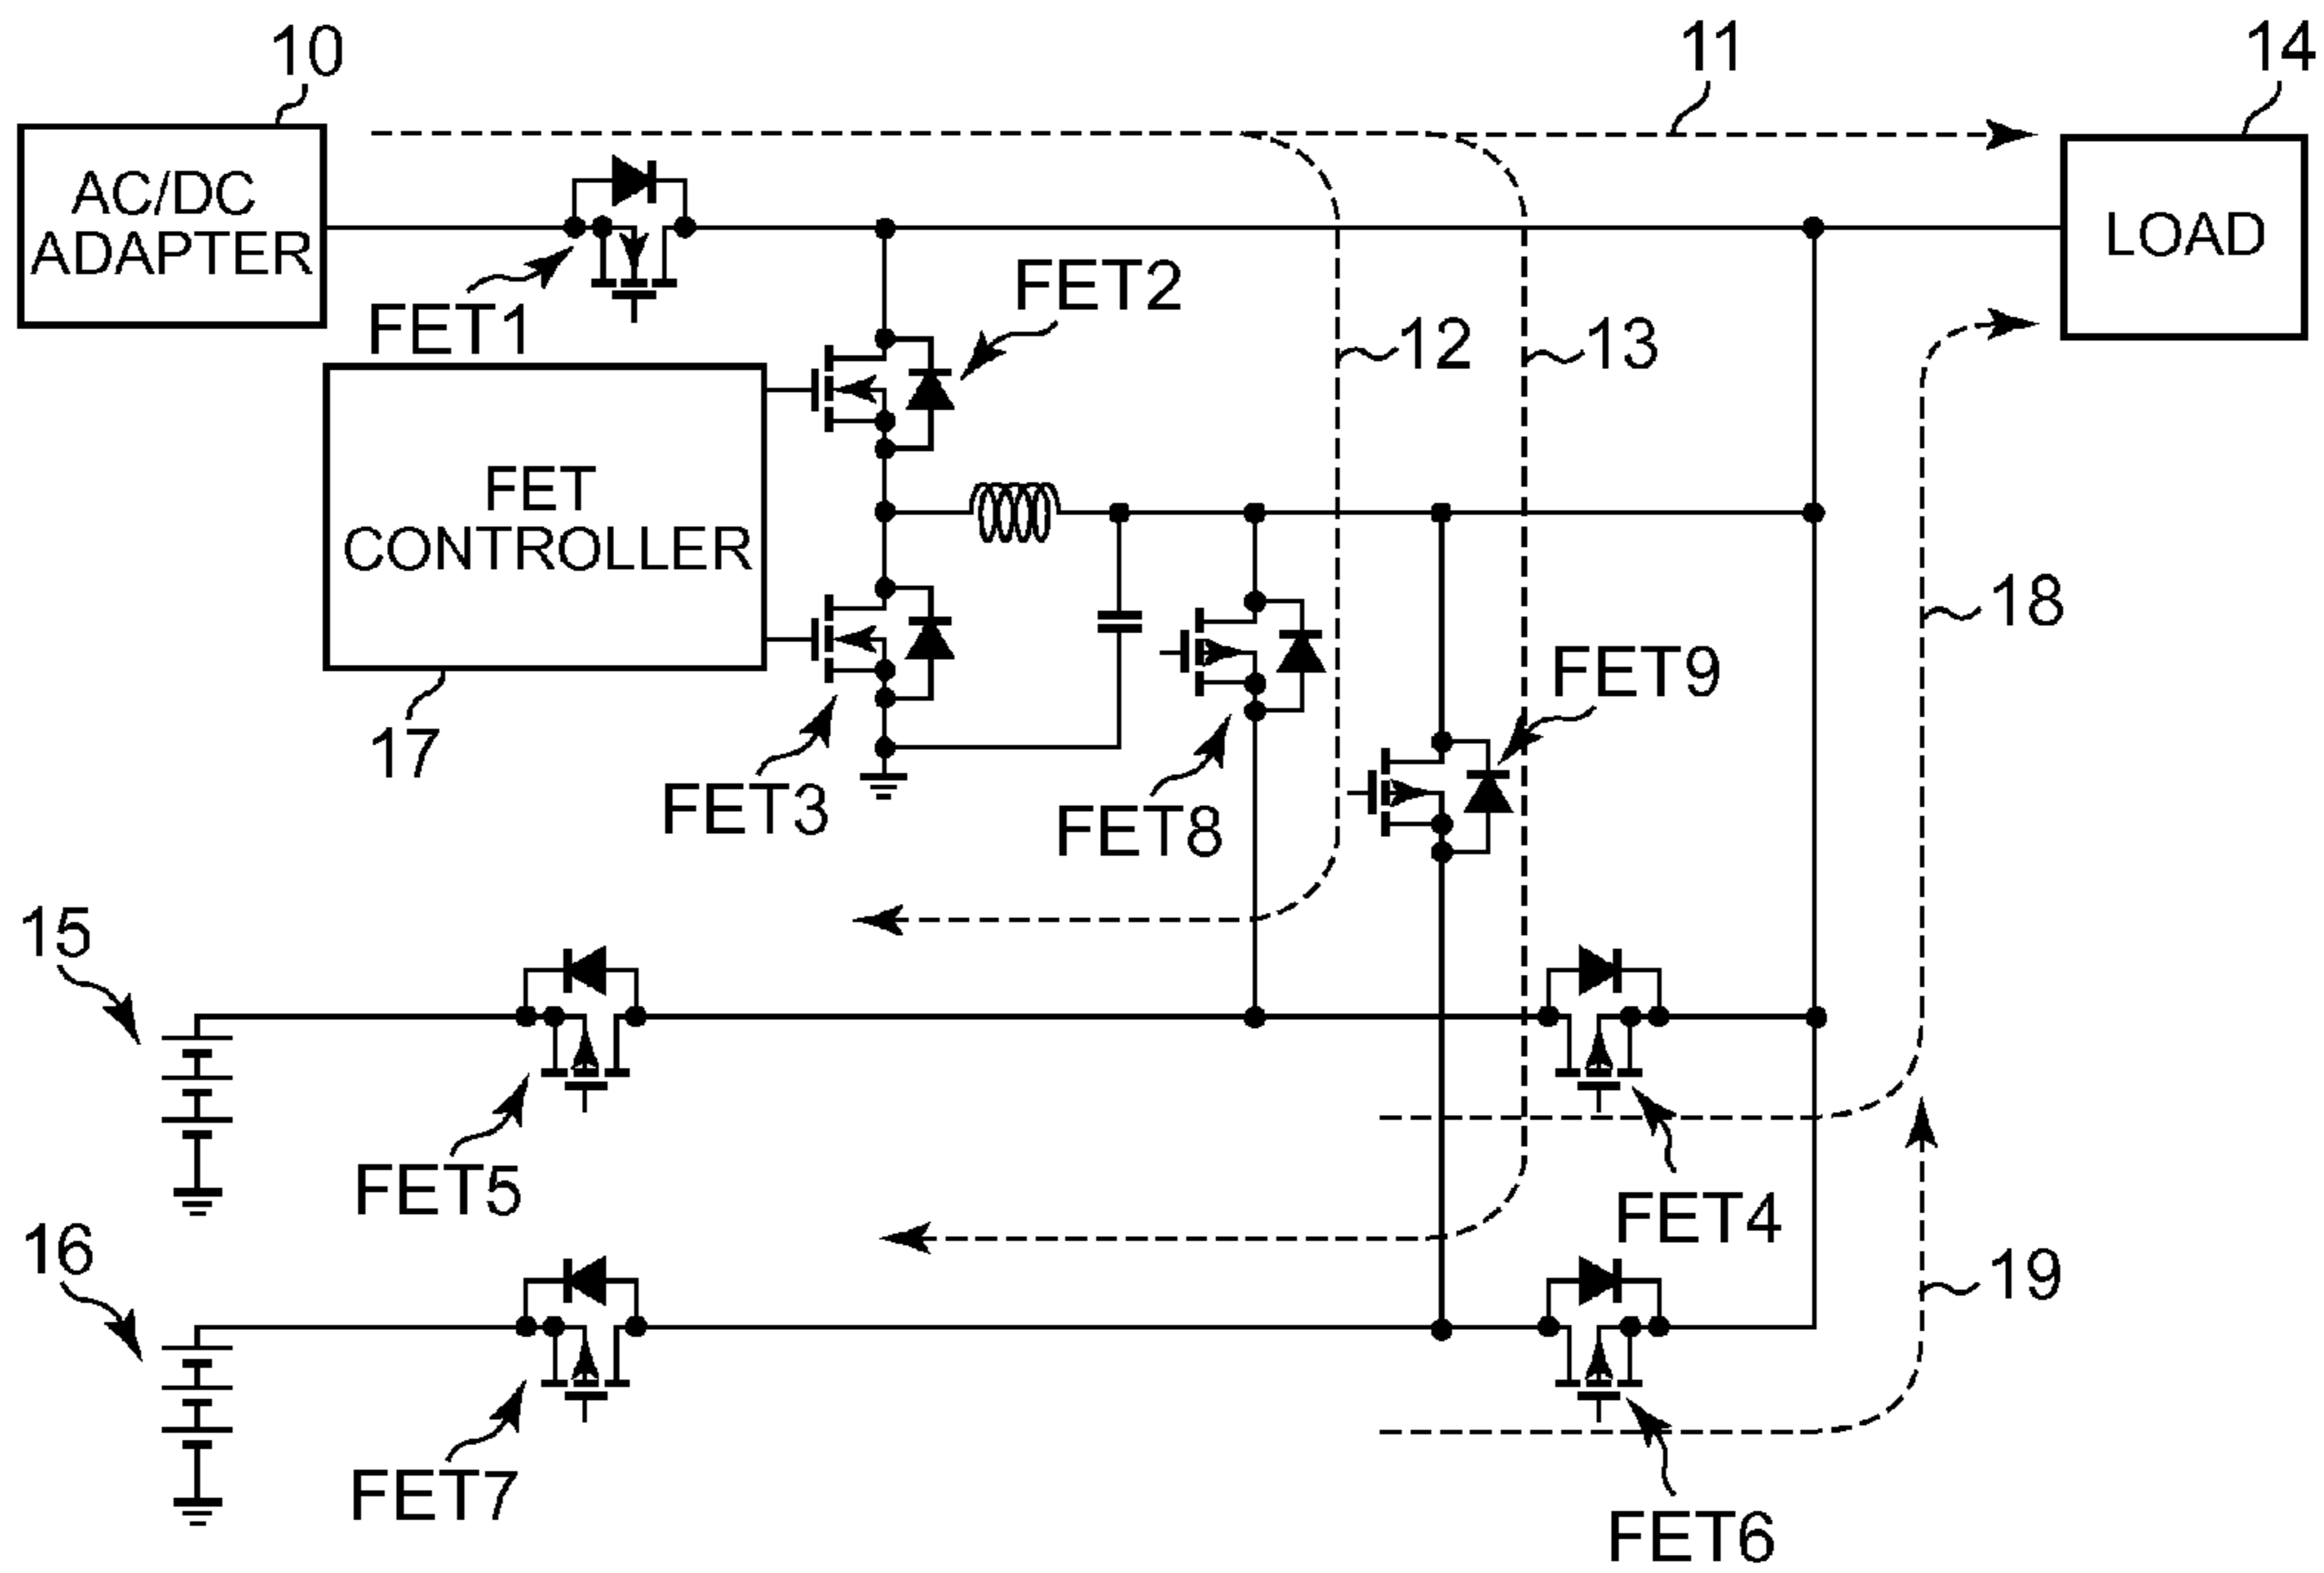 10
11
14
AC/DC
ADAPTER
LOAD
FET1
FET2
12
13
FET
CONTROLLER
18
17
FET3
FET8
FET9
15
FET5
FET4
16
19
FET7
FET6